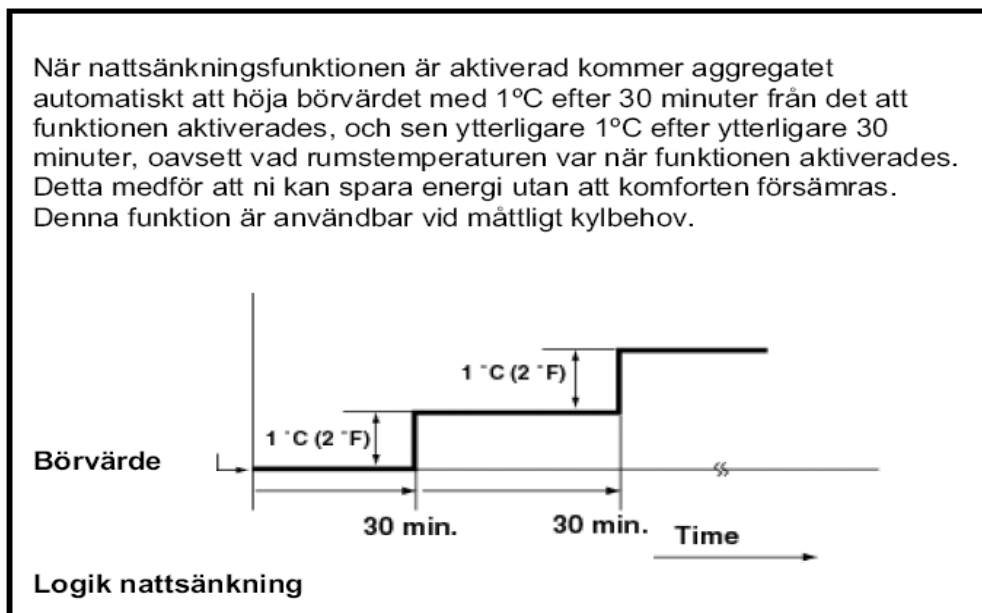 När nattsänkningsfunktionen är aktiverad kommer aggregatet
automatiskt att höja börvärdet med 1ºC efter 30 minuter från det att
funktionen aktiverades, och sen ytterligare 1ºC efter ytterligare 30
minuter, oavsett vad rumstemperaturen var när funktionen aktiverades.
Detta medför att ni kan spara energi utan att komforten försämras.
Denna funktion är användbar vid måttligt kylbehov.
1 ˚C (2 ˚F)
1 ˚C (2 ˚F)
Börvärde
30 min.
30 min.
Time
Logik nattsänkning